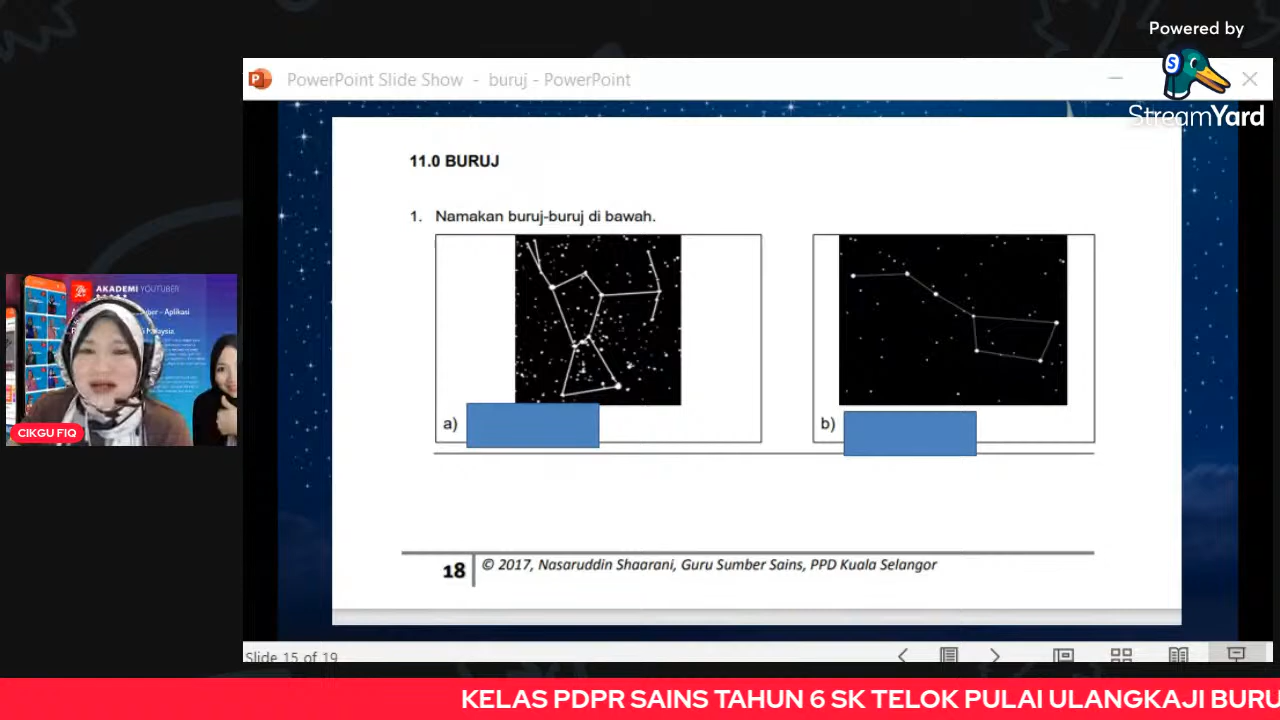 Powered by
StreamYard
PowerPoint Slide Show - buruj - PowerPoint
11.0 BURUJ
1. Namakan buruj-buruj di bawah.
a)
b)
18
© 2017, Nasaruddin Shaarani, Guru Sumber Sains, PPD Kuala Selangor
AKADEMI YOUTUBER
CIKGU FIQ
Slide 15 of 19
KELAS PDPR SAINS TAHUN 6 SK TELOK PULAI ULANGKAJI BURU